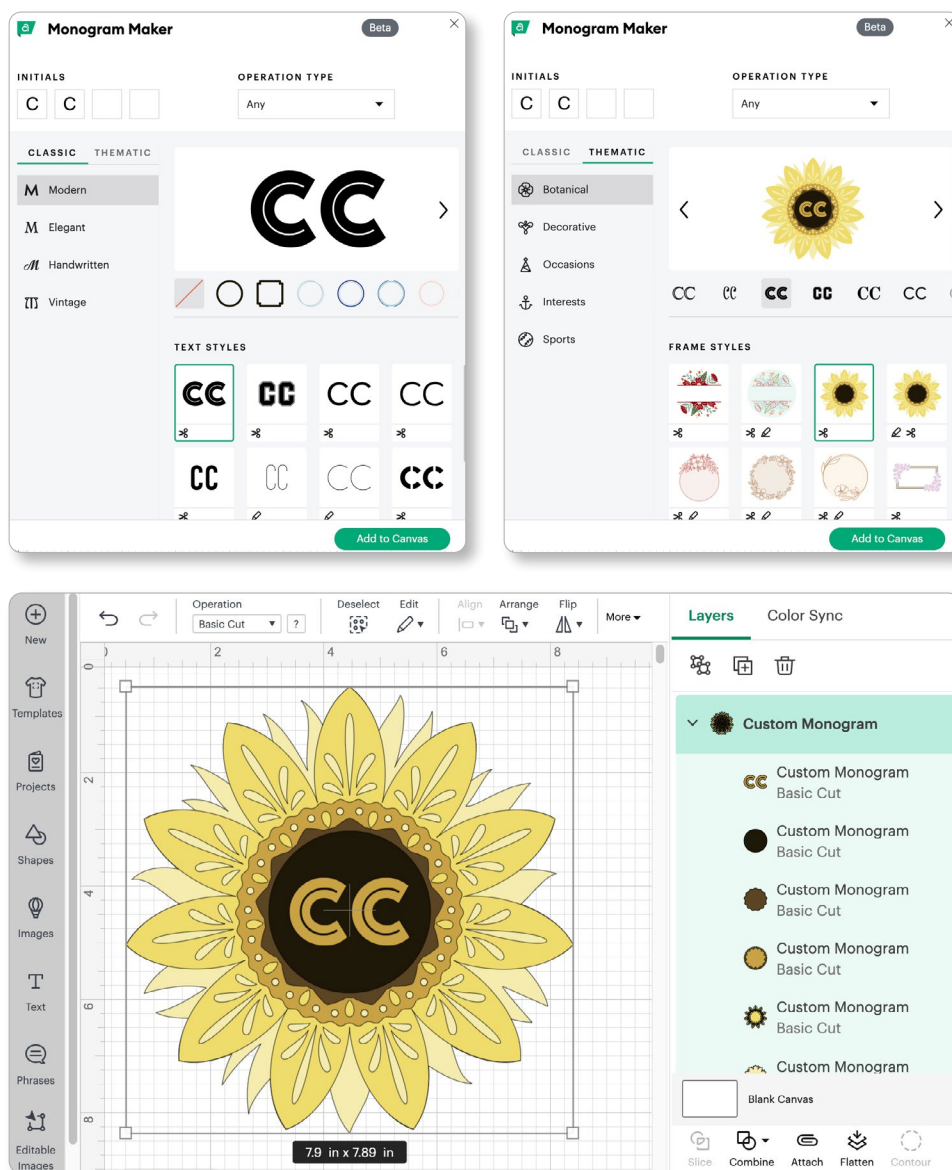 Monogram Maker
Beta
INITIALS
OPERATION TYPE
C C
Any
CLASSIC THEMATIC
M Modern
M Elegant
M Handwritten
M Vintage
CC
TEXT STYLES
CC CC CC CC
CC CC CC CC
Add to Canvas
Monogram Maker
Beta
INITIALS
OPERATION TYPE
C C
Any
CLASSIC THEMATIC
Botanical
Decorative
Occasions
Interests
Sports
CC
CC CC CC CC CC CC
FRAME STYLES
Add to Canvas
New
Templates
Projects
Shapes
Images
Text
Phrases
Editable
Images
Operation
Basic Cut
?
Deselect
Edit
Align
Arrange
Flip
More
0 2 4 6 8
0
2
4
6
8
CC
7.9 in x 7.89 in
Layers Color Sync
Custom Monogram
CC
Custom Monogram
Basic Cut
Custom Monogram
Basic Cut
Custom Monogram
Basic Cut
Custom Monogram
Basic Cut
Custom Monogram
Basic Cut
Custom Monogram
Blank Canvas
Slice Combine Attach Flatten Contour